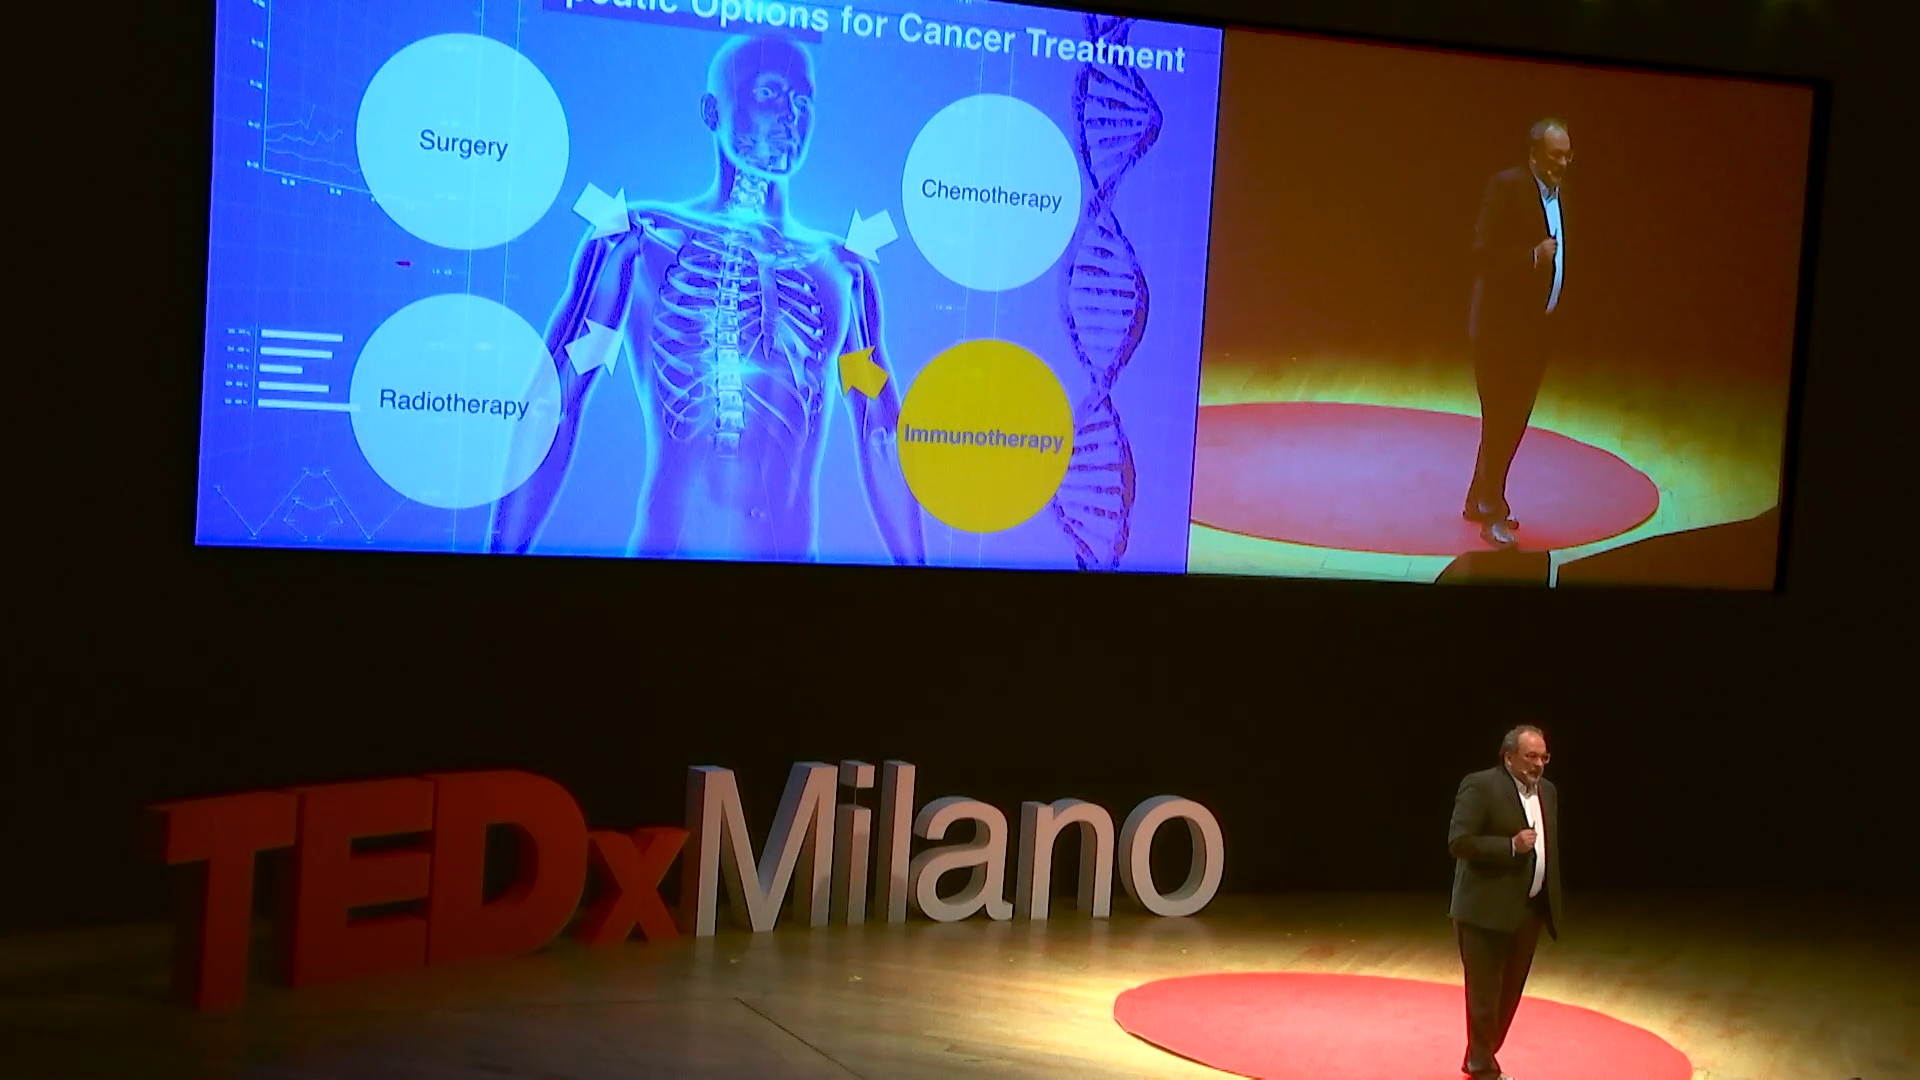 Options for Cancer Treatment
Surgery
Chemotherapy
Radiotherapy
Immunotherapy
TEDxMilano